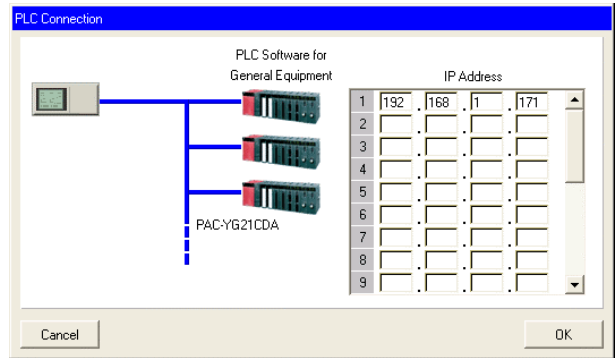 PLC Connection
PLC Software for
General Equipment
IP Address
1 192 . 168 . 1 . 171
2 . . .
3 . . .
4 . . .
5 . . .
6 . . .
7 . . .
8 . . .
9 . . .
PAC-YG21CDA
Cancel
OK